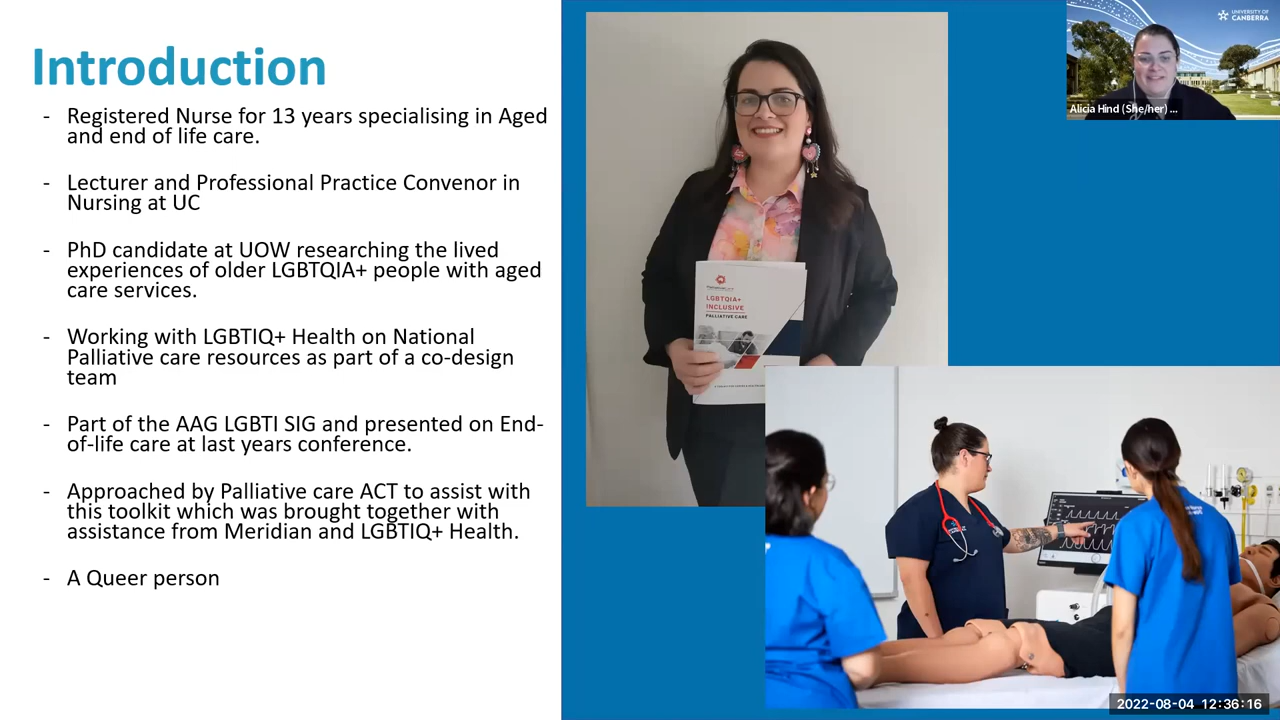 Introduction
- Registered Nurse for 13 years specialising in Aged
and end of life care.
- Lecturer and Professional Practice Convenor in
Nursing at UC
- PhD candidate at UOW researching the lived
experiences of older LGBTQIA+ people with aged
care services.
- Working with LGBTIQ+ Health on National
Palliative care resources as part of a co-design
team
- Part of the AAG LGBTI SIG and presented on End-
of-life care at last years conference.
- Approached by Palliative care ACT to assist with
this toolkit which was brought together with
assistance from Meridian and LGBTIQ+ Health.
- A Queer person
LGBTQIA+
INCLUSIVE
PALLIATIVE CARE
UNIVERSITY OF
CANBERRA
Alicia Hind (She/her) ...
2022-08-04 12:36:16